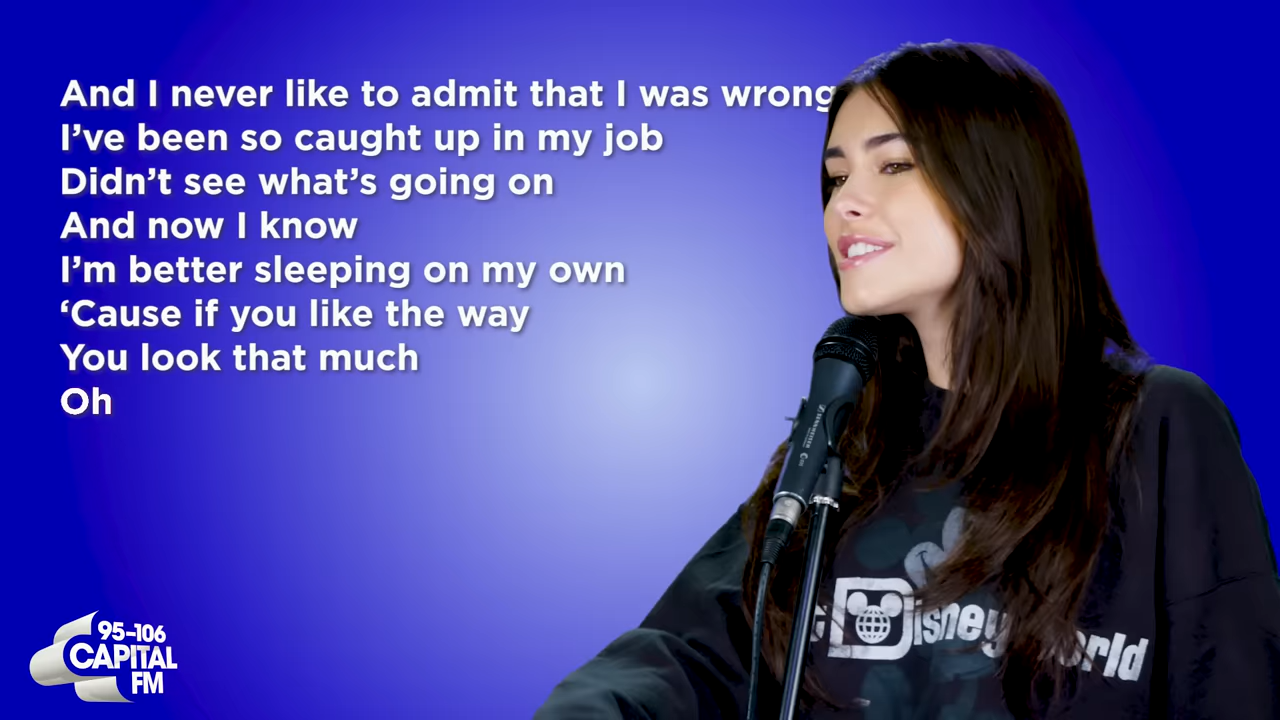 And I never like to admit that I was wrong
I’ve been so caught up in my job
Didn’t see what’s going on
And now I know
I’m better sleeping on my own
‘Cause if you like the way
You look that much
Oh
SENNHEISER
Disney World
95-106
CAPITAL
FM